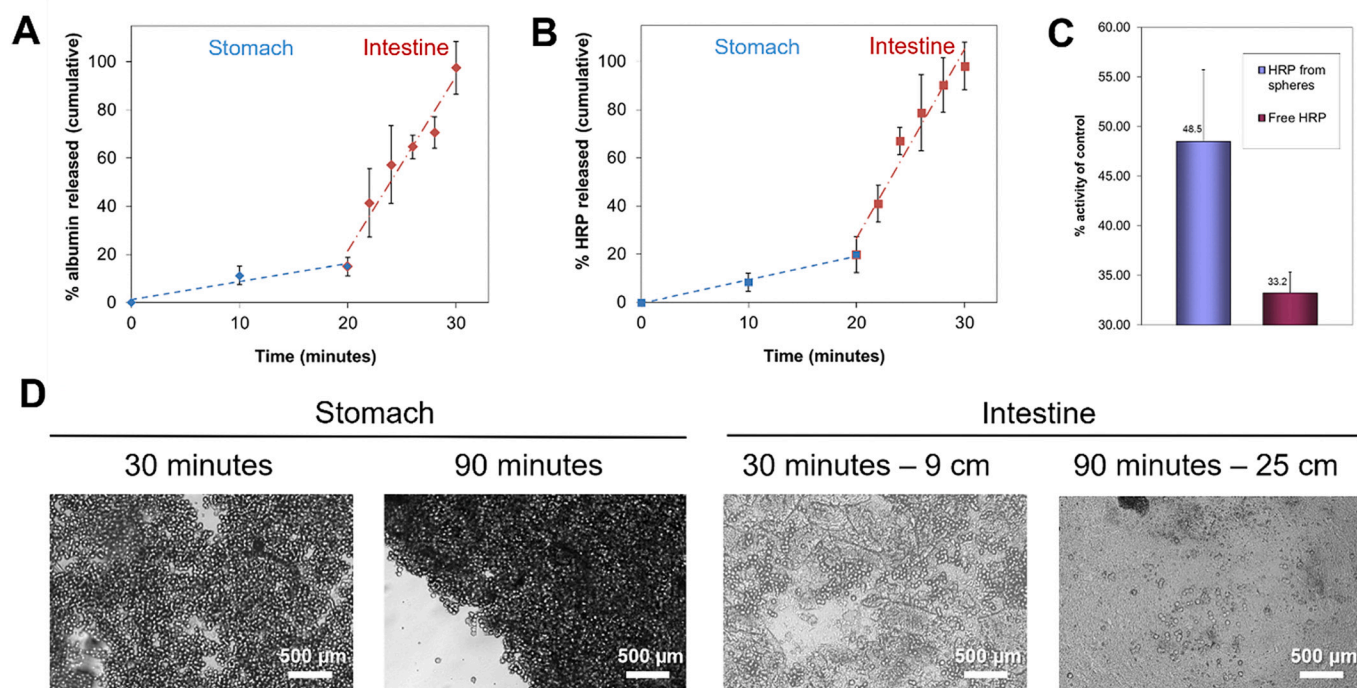 A
% albumin released (cumulative)
100
80
60
40
20
0
Stomach
Intestine
0
10
20
30
Time (minutes)
B
% HRP released (cumulative)
100
80
60
40
20
0
Stomach
Intestine
0
10
20
30
Time (minutes)
C
% activity of control
60.00
55.00
50.00
45.00
40.00
35.00
30.00
48.5
33.2
HRP from
spheres
Free HRP
D
Stomach
Intestine
30 minutes
90 minutes
30 minutes – 9 cm
90 minutes – 25 cm
500 µm
500 µm
500 µm
500 µm